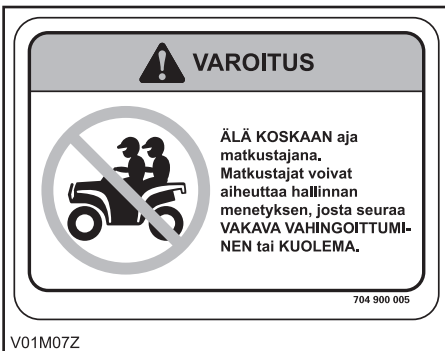 VAROITUS
ÄLÄ KOSKAAN aja
matkustajana.
Matkustajat voivat
aiheuttaa hallinnan
menetyksen, josta seuraa
VAKAVA VAHINGOITTUMI-
NEN tai KUOLEMA.
704 900 005
V01M07Z